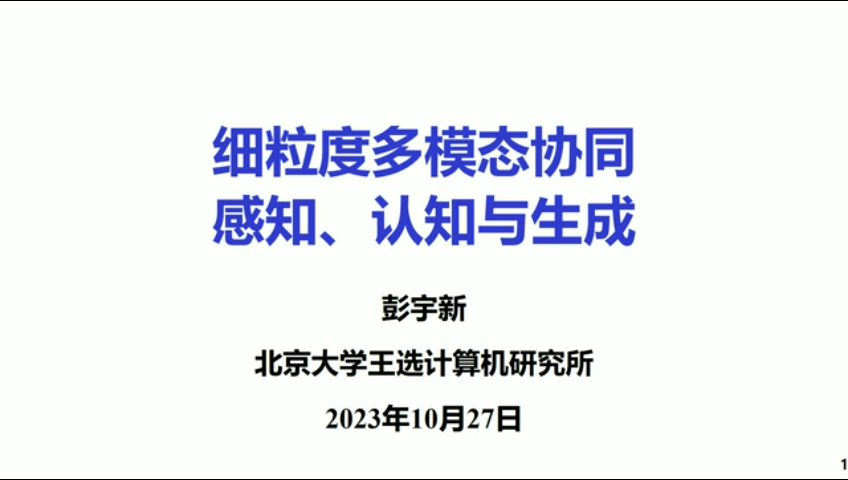 细粒度多模态协同
感知、认知与生成
彭宇新
北京大学王选计算机研究所
2023年10月27日
1